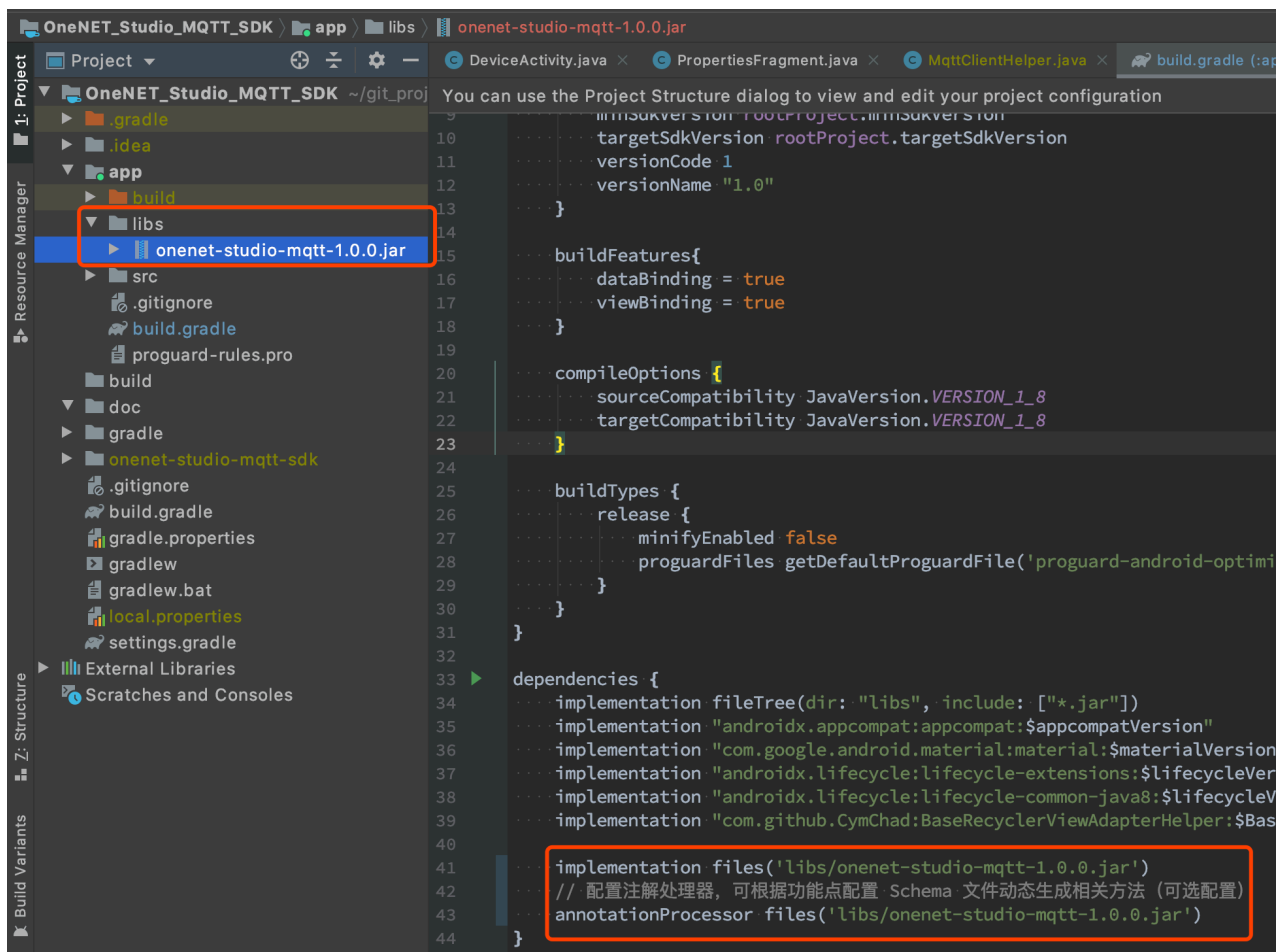 OneNET_Studio_MQTT_SDK app libs onenet-studio-mqtt-1.0.0.jar
1: Project
Resource Manager
Z: Structure
Build Variants
Project
OneNET_Studio_MQTT_SDK ~/git_proj
.gradle
.idea
app
build
libs
onenet-studio-mqtt-1.0.0.jar
src
.gitignore
build.gradle
proguard-rules.pro
build
doc
gradle
onenet-studio-mqtt-sdk
.gitignore
build.gradle
gradle.properties
gradlew
gradlew.bat
local.properties
settings.gradle
External Libraries
Scratches and Consoles
DeviceActivity.java PropertiesFragment.java MqttClientHelper.java build.gradle (:ap
You can use the Project Structure dialog to view and edit your project configuration
9 minSdkVersion rootProject.minSdkVersion
10 targetSdkVersion rootProject.targetSdkVersion
11 versionCode 1
12 versionName "1.0"
13 }
14
15 buildFeatures{
16 dataBinding = true
17 viewBinding = true
18 }
19
20 compileOptions {
21 sourceCompatibility JavaVersion.VERSION_1_8
22 targetCompatibility JavaVersion.VERSION_1_8
23 }
24
25 buildTypes {
26 release {
27 minifyEnabled false
28 proguardFiles getDefaultProguardFile('proguard-android-optimi
29 }
30 }
31 }
32
33 dependencies {
34 implementation fileTree(dir: "libs", include: ["*.jar"])
35 implementation "androidx.appcompat:appcompat:$appcompatVersion"
36 implementation "com.google.android.material:material:$materialVersion
37 implementation "androidx.lifecycle:lifecycle-extensions:$lifecycleVer
38 implementation "androidx.lifecycle:lifecycle-common-java8:$lifecycleV
39 implementation "com.github.CymChad:BaseRecyclerViewAdapterHelper:$Bas
40
41 implementation files('libs/onenet-studio-mqtt-1.0.0.jar')
42 // 配置注解处理器，可根据功能点配置 Schema 文件动态生成相关方法（可选配置）
43 annotationProcessor files('libs/onenet-studio-mqtt-1.0.0.jar')
44 }